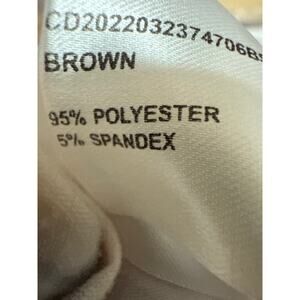 CD2022032374706B
BROWN
95% POLYESTER
5% SPANDEX